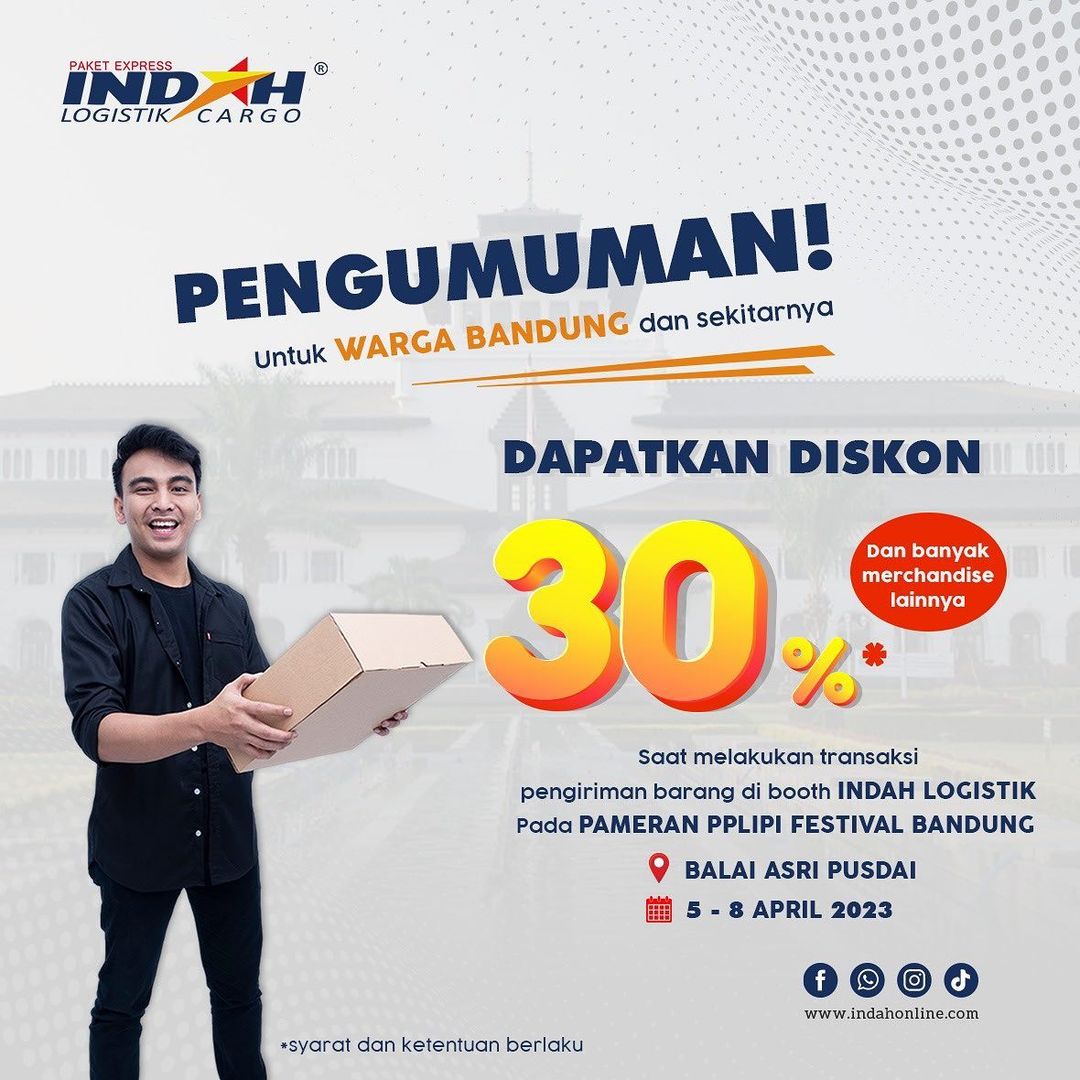 PAKET EXPRESS
INDAH ®
LOGISTIK CARGO
PENGUMUMAN!
Untuk WARGA BANDUNG dan sekitarnya
DAPATKAN DISKON
30%*
Dan banyak
merchandise
lainnya
Saat melakukan transaksi
pengiriman barang di booth INDAH LOGISTIK
Pada PAMERAN PPLIPI FESTIVAL BANDUNG
BALAI ASRI PUSDAI
5 - 8 APRIL 2023
www.indahonline.com
*syarat dan ketentuan berlaku